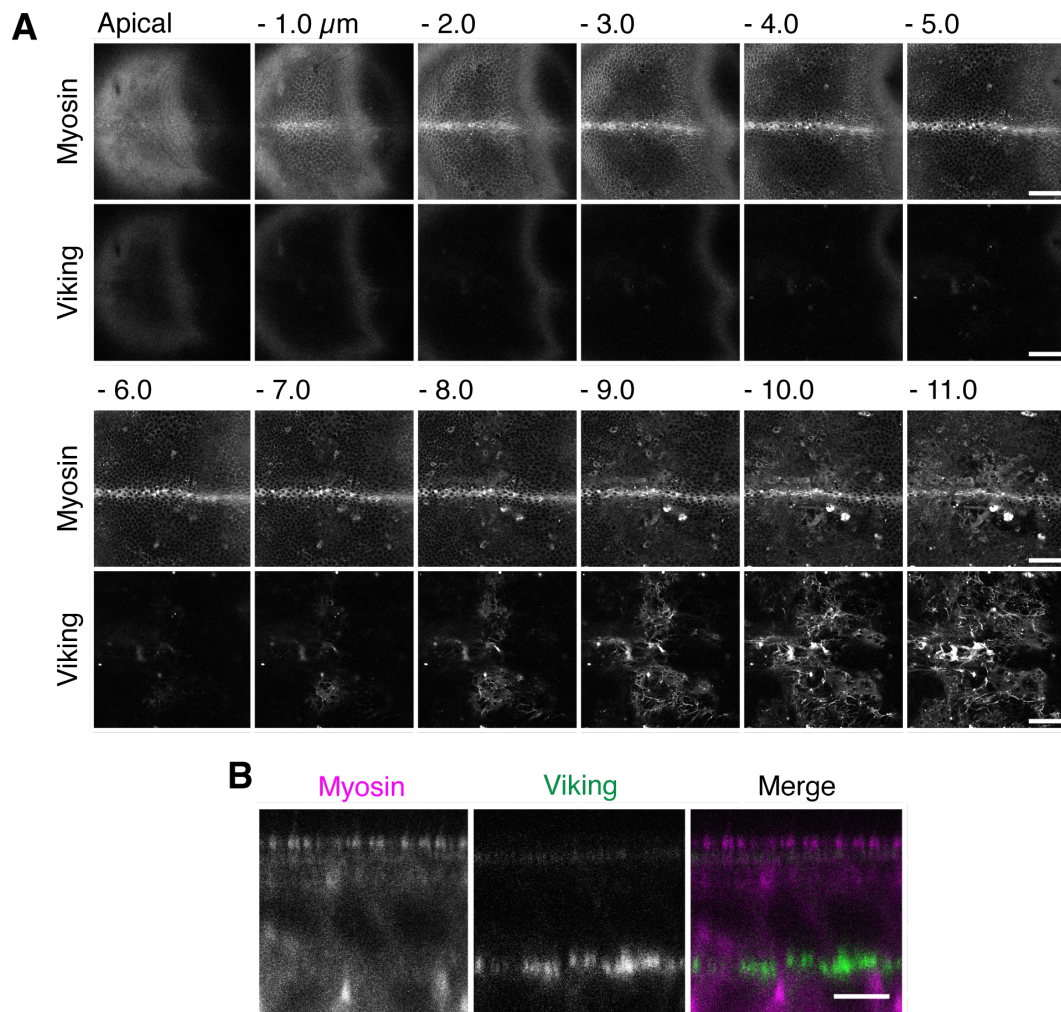 A
Apical - 1.0 µm - 2.0 - 3.0 - 4.0 - 5.0
Myosin
Viking
- 6.0 - 7.0 - 8.0 - 9.0 - 10.0 - 11.0
Myosin
Viking
B
Myosin Viking Merge